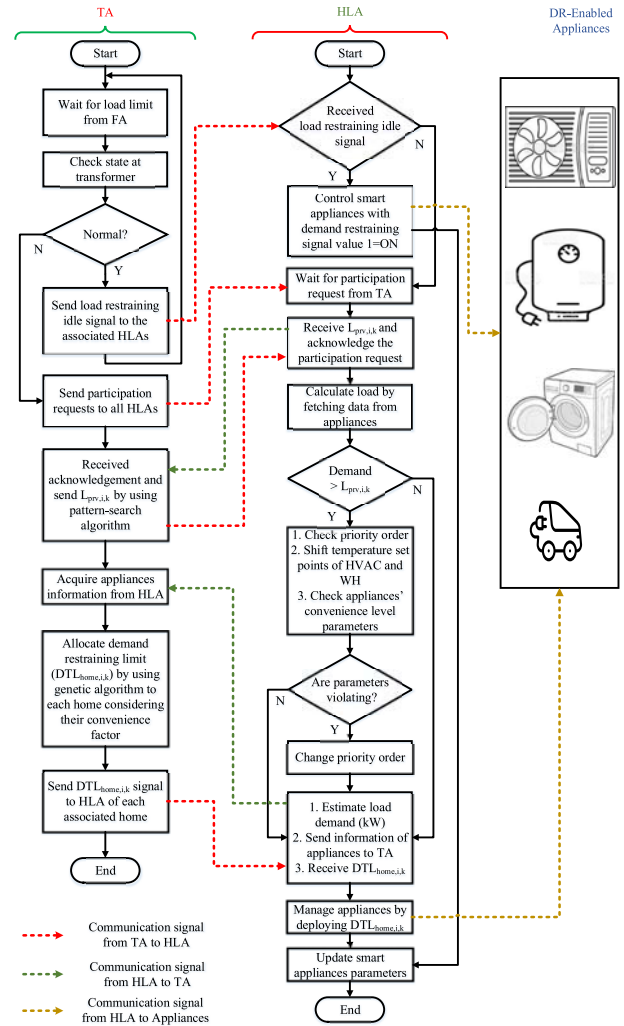 TA
Start
Wait for load limit
from FA
Check state at
transformer
Normal?
N
Y
Send load restraining
idle signal to the
associated HLAs
Send participation
requests to all HLAs
Received
acknowledgement and
send Lprv,i,k by using
pattern-search
algorithm
Acquire appliances
information from HLA
Allocate demand
restraining limit
(DTLhome,i,k) by using
genetic algorithm to
each home considering
their convenience
factor
Send DTLhome,i,k signal
to HLA of each
associated home
End
HLA
Start
Received
load restraining idle
signal
N
Y
Control smart
appliances with
demand restraining
signal value 1=ON
Wait for participation
request from TA
Receive Lprv,i,k and
acknowledge the
participation request
Calculate load by
fetching data from
appliances
Demand
> Lprv,i,k
N
Y
1. Check priority order
2. Shift temperature set
points of HVAC and
WH
3. Check appliances’
convenience level
parameters
Are parameters
violating?
N
Y
Change priority order
1. Estimate load
demand (kW)
2. Send information of
appliances to TA
3. Receive DTLhome,i,k
Manage appliances by
deploying DTLhome,i,k
Update smart
appliances parameters
End
DR-Enabled
Appliances
Communication signal
from TA to HLA
Communication signal
from HLA to TA
Communication signal
from HLA to Appliances